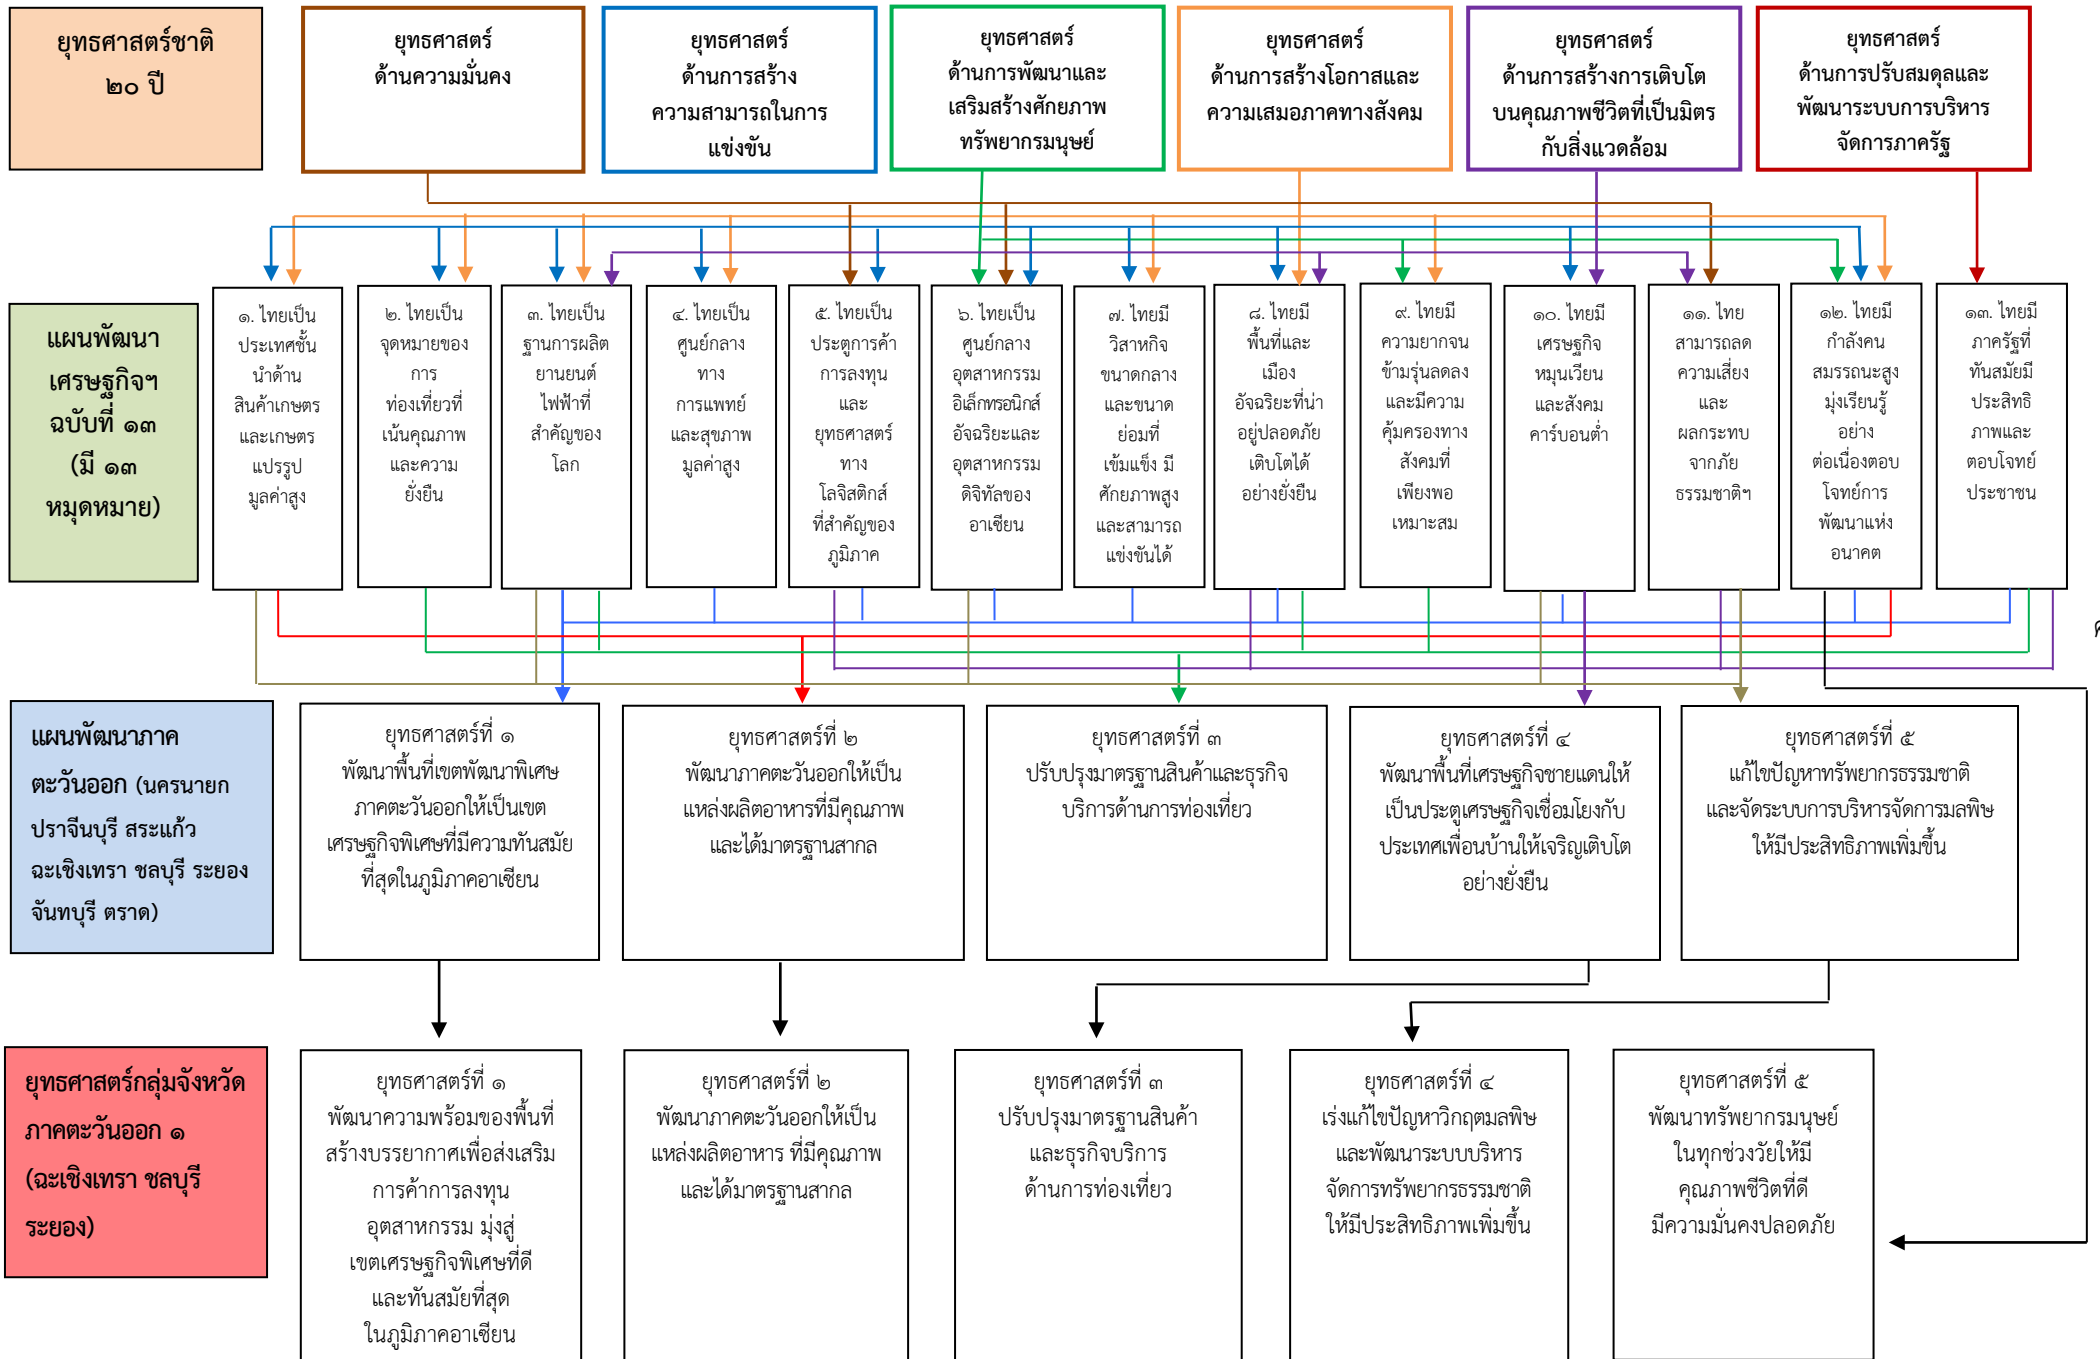 ยุทธศาสตร์ชาติ
๒๐ ปี
ยุทธศาสตร์
ด้านความมั่นคง
ยุทธศาสตร์
ด้านการสร้าง
ความสามารถในการ
แข่งขัน
ยุทธศาสตร์
ด้านการพัฒนาและ
เสริมสร้างศักยภาพ
ทรัพยากรมนุษย์
ยุทธศาสตร์
ด้านการสร้างโอกาสและ
ความเสมอภาคทางสังคม
ยุทธศาสตร์
ด้านการสร้างการเติบโต
บนคุณภาพชีวิตที่เป็นมิตร
กับสิ่งแวดล้อม
ยุทธศาสตร์
ด้านการปรับสมดุลและ
พัฒนาระบบการบริหาร
จัดการภาครัฐ
แผนพัฒนา
เศรษฐกิจฯ
ฉบับที่ ๑๓
(มี ๑๓
หมุดหมาย)
๑. ไทยเป็น
ประเทศชั้น
นำด้าน
สินค้าเกษตร
และเกษตร
แปรรูป
มูลค่าสูง
๒. ไทยเป็น
จุดหมายของ
การ
ท่องเที่ยวที่
เน้นคุณภาพ
และความ
ยั่งยืน
๓. ไทยเป็น
ฐานการผลิต
ยานยนต์
ไฟฟ้าที่
สำคัญของ
โลก
๔. ไทยเป็น
ศูนย์กลาง
ทาง
การแพทย์
และสุขภาพ
มูลค่าสูง
๕. ไทยเป็น
ประตูการค้า
การลงทุน
และ
ยุทธศาสตร์
ทาง
โลจิสติกส์
ที่สำคัญของ
ภูมิภาค
๖. ไทยเป็น
ศูนย์กลาง
อุตสาหกรรม
อิเล็กทรอนิกส์
อัจฉริยะและ
อุตสาหกรรม
ดิจิทัลของ
อาเซียน
๗. ไทยมี
วิสาหกิจ
ขนาดกลาง
และขนาด
ย่อมที่
เข้มแข็ง มี
ศักยภาพสูง
และสามารถ
แข่งขันได้
๘. ไทยมี
พื้นที่และ
เมือง
อัจฉริยะที่น่า
อยู่ปลอดภัย
เติบโตได้
อย่างยั่งยืน
๙. ไทยมี
ความยากจน
ข้ามรุ่นลดลง
และมีความ
คุ้มครองทาง
สังคมที่
เพียงพอ
เหมาะสม
๑๐. ไทยมี
เศรษฐกิจ
หมุนเวียน
และสังคม
คาร์บอนต่ำ
๑๑. ไทย
สามารถลด
ความเสี่ยง
และ
ผลกระทบ
จากภัย
ธรรมชาติฯ
๑๒. ไทยมี
กำลังคน
สมรรถนะสูง
มุ่งเรียนรู้
อย่าง
ต่อเนื่องตอบ
โจทย์การ
พัฒนาแห่ง
อนาคต
๑๓. ไทยมี
ภาครัฐที่
ทันสมัยมี
ประสิทธิ
ภาพและ
ตอบโจทย์
ประชาชน
แผนพัฒนาภาค
ตะวันออก (นครนายก
ปราจีนบุรี สระแก้ว
ฉะเชิงเทรา ชลบุรี ระยอง
จันทบุรี ตราด)
ยุทธศาสตร์ที่ ๑
พัฒนาพื้นที่เขตพัฒนาพิเศษ
ภาคตะวันออกให้เป็นเขต
เศรษฐกิจพิเศษที่มีความทันสมัย
ที่สุดในภูมิภาคอาเซียน
ยุทธศาสตร์ที่ ๒
พัฒนาภาคตะวันออกให้เป็น
แหล่งผลิตอาหารที่มีคุณภาพ
และได้มาตรฐานสากล
ยุทธศาสตร์ที่ ๓
ปรับปรุงมาตรฐานสินค้าและธุรกิจ
บริการด้านการท่องเที่ยว
ยุทธศาสตร์ที่ ๔
พัฒนาพื้นที่เศรษฐกิจชายแดนให้
เป็นประตูเศรษฐกิจเชื่อมโยงกับ
ประเทศเพื่อนบ้านให้เจริญเติบโต
อย่างยั่งยืน
ยุทธศาสตร์ที่ ๕
แก้ไขปัญหาทรัพยากรธรรมชาติ
และจัดระบบการบริหารจัดการมลพิษ
ให้มีประสิทธิภาพเพิ่มขึ้น
ยุทธศาสตร์กลุ่มจังหวัด
ภาคตะวันออก ๑
(ฉะเชิงเทรา ชลบุรี
ระยอง)
ยุทธศาสตร์ที่ ๑
พัฒนาความพร้อมของพื้นที่
สร้างบรรยากาศเพื่อส่งเสริม
การค้าการลงทุน
อุตสาหกรรม มุ่งสู่
เขตเศรษฐกิจพิเศษที่ดี
และทันสมัยที่สุด
ในภูมิภาคอาเซียน
ยุทธศาสตร์ที่ ๒
พัฒนาภาคตะวันออกให้เป็น
แหล่งผลิตอาหาร ที่มีคุณภาพ
และได้มาตรฐานสากล
ยุทธศาสตร์ที่ ๓
ปรับปรุงมาตรฐานสินค้า
และธุรกิจบริการ
ด้านการท่องเที่ยว
ยุทธศาสตร์ที่ ๔
เร่งแก้ไขปัญหาวิกฤตมลพิษ
และพัฒนาระบบบริหาร
จัดการทรัพยากรธรรมชาติ
ให้มีประสิทธิภาพเพิ่มขึ้น
ยุทธศาสตร์ที่ ๕
พัฒนาทรัพยากรมนุษย์
ในทุกช่วงวัยให้มี
คุณภาพชีวิตที่ดี
มีความมั่นคงปลอดภัย